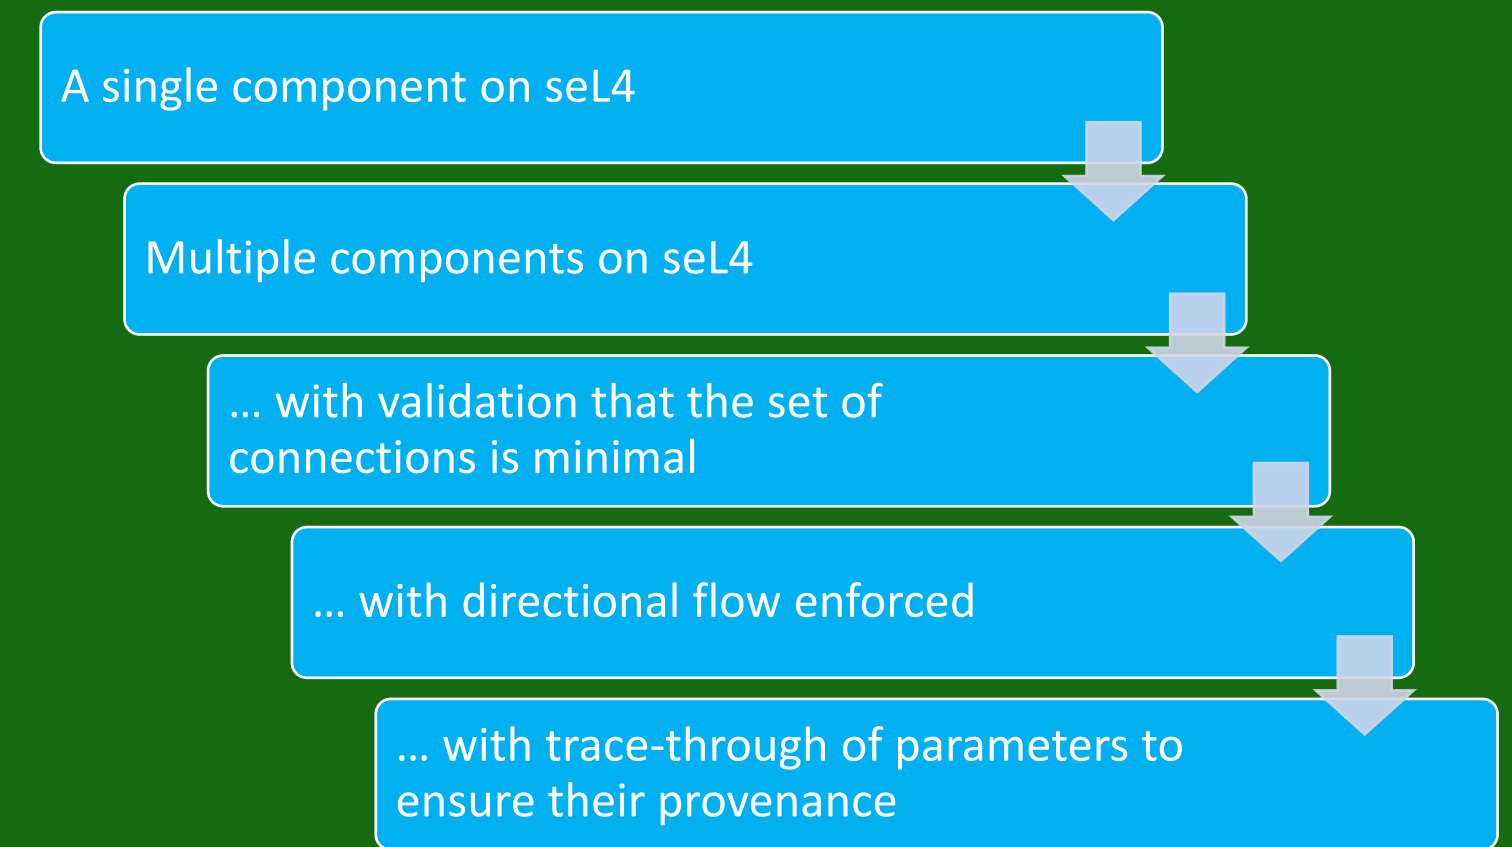 A single component on seL4
Multiple components on seL4
... with validation that the set of
connections is minimal
... with directional flow enforced
... with trace-through of parameters to
ensure their provenance